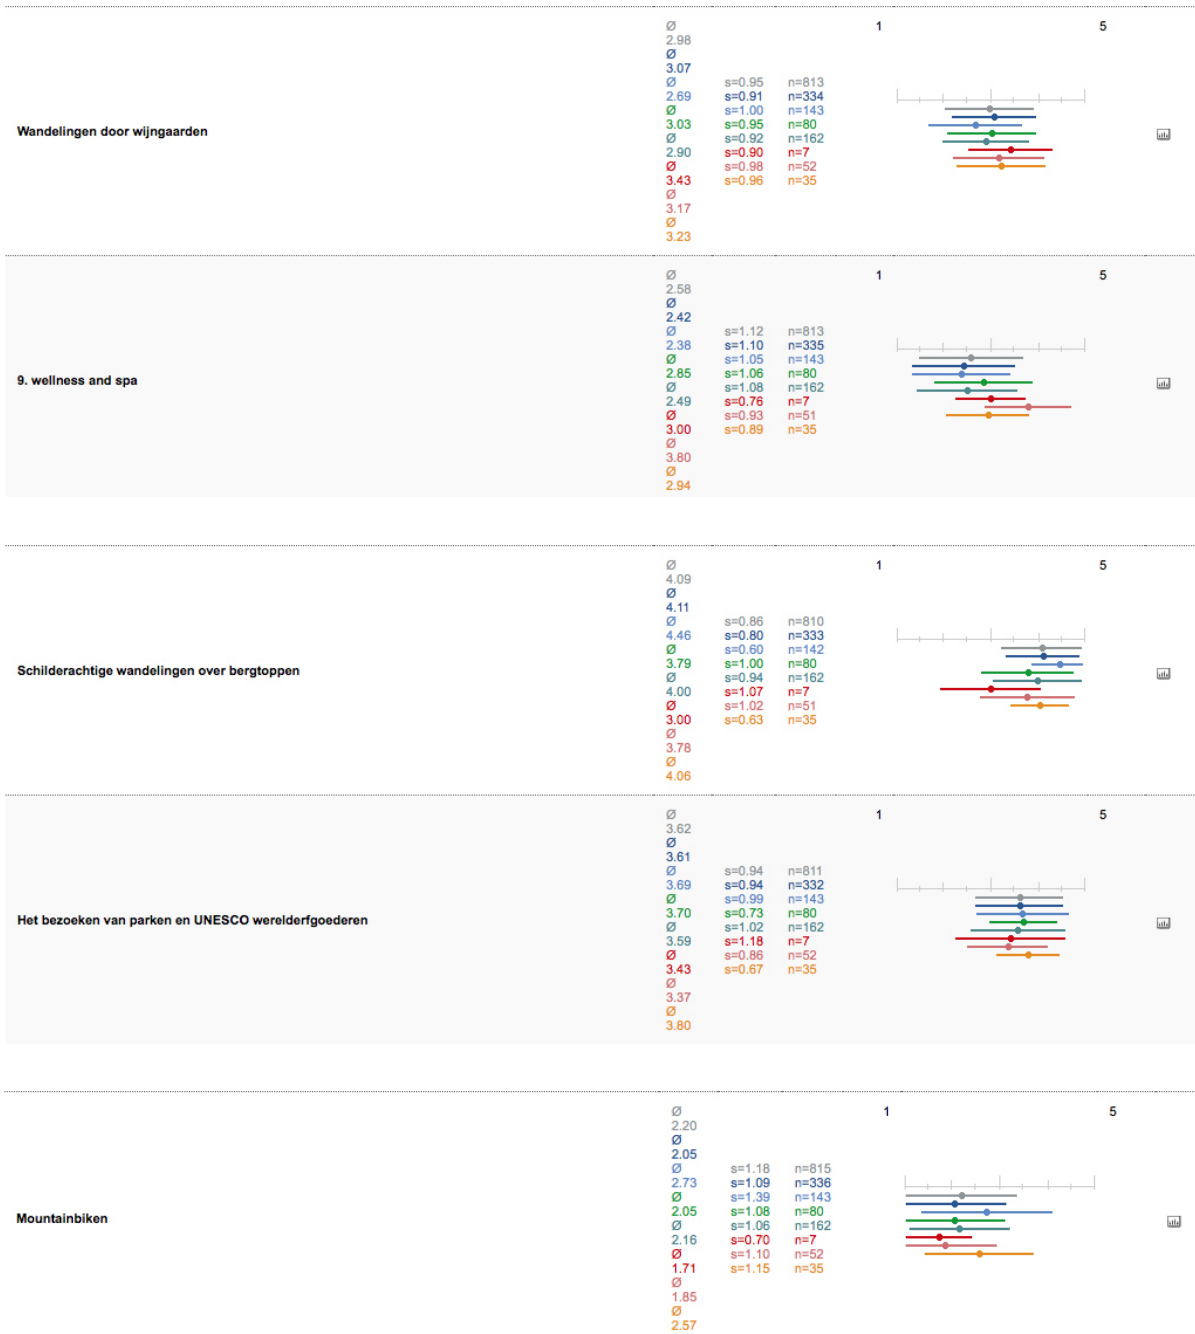 Ø 1 5
2.98
Ø
3.07
Ø s=0.95 n=813
2.69 s=0.91 n=334
Ø s=1.00 n=143
3.03 s=0.95 n=80
Wandelingen door wijngaarden
Ø s=0.92 n=162
2.90 s=0.90 n=7
Ø s=0.98 n=52
3.43 s=0.96 n=35
Ø
3.17
Ø
3.23
Ø 1 5
2.58
Ø
2.42
Ø s=1.12 n=813
2.38 s=1.10 n=335
Ø s=1.05 n=143
2.85 s=1.06 n=80
9. wellness and spa
Ø s=1.08 n=162
2.49 s=0.76 n=7
Ø s=0.93 n=51
3.00 s=0.89 n=35
Ø
3.80
Ø
2.94
Ø 1 5
4.09
Ø
4.11
Ø s=0.86 n=810
4.46 s=0.80 n=333
Ø s=0.60 n=142
3.79 s=1.00 n=80
Schilderachtige wandelingen over bergtoppen
Ø s=0.94 n=162
4.00 s=1.07 n=7
Ø s=1.02 n=51
3.00 s=0.63 n=35
Ø
3.78
Ø
4.06
Ø 1 5
3.62
Ø
3.61
Ø s=0.94 n=811
3.69 s=0.94 n=332
Ø s=0.99 n=143
3.70 s=0.73 n=80
Het bezoeken van parken en UNESCO werelderfgoederen
Ø s=1.02 n=162
3.59 s=1.18 n=7
Ø s=0.86 n=52
3.43 s=0.67 n=35
Ø
3.37
Ø
3.80
Ø 1 5
2.20
Ø
2.05
Ø s=1.18 n=815
2.73 s=1.09 n=336
Ø s=1.39 n=143
2.05 s=1.08 n=80
Mountainbiken
Ø s=1.06 n=162
2.16 s=0.70 n=7
Ø s=1.10 n=52
1.71 s=1.15 n=35
Ø
1.85
Ø
2.57